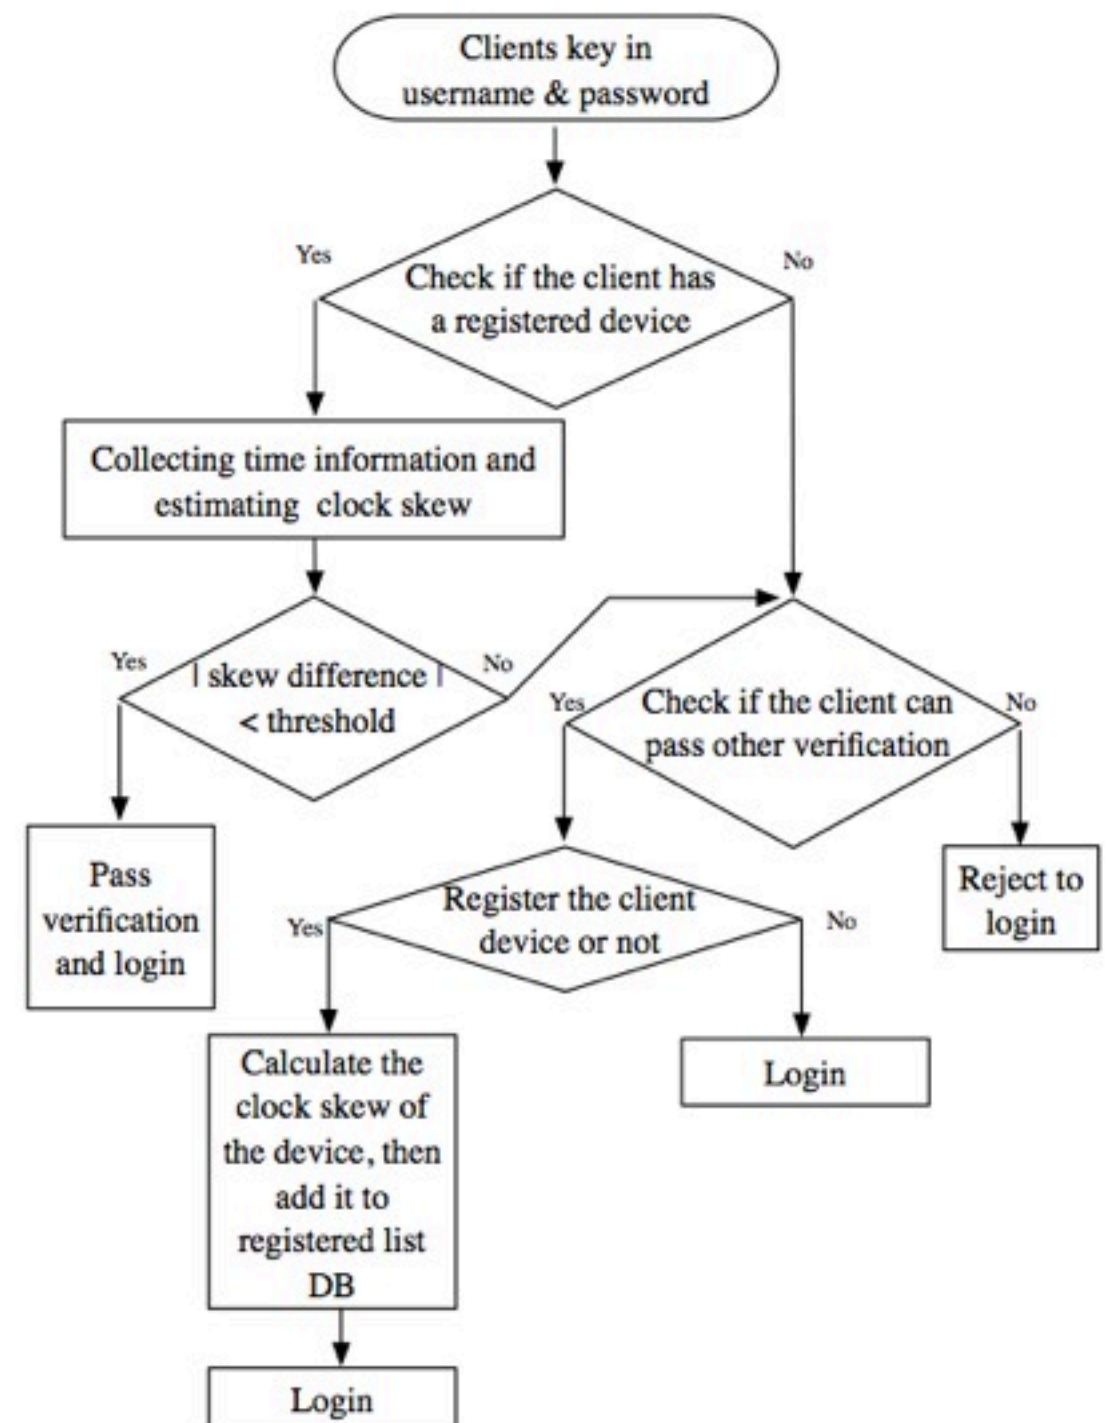 Clients key in
username & password
Yes
No
Check if the client has
a registered device
Collecting time information and
estimating clock skew
Yes
| skew difference |
< threshold
No
Yes
Check if the client can
pass other verification
No
Pass
verification
and login
Yes
Register the client
device or not
No
Reject to
login
Calculate the
clock skew of
the device, then
add it to
registered list
DB
Login
Login